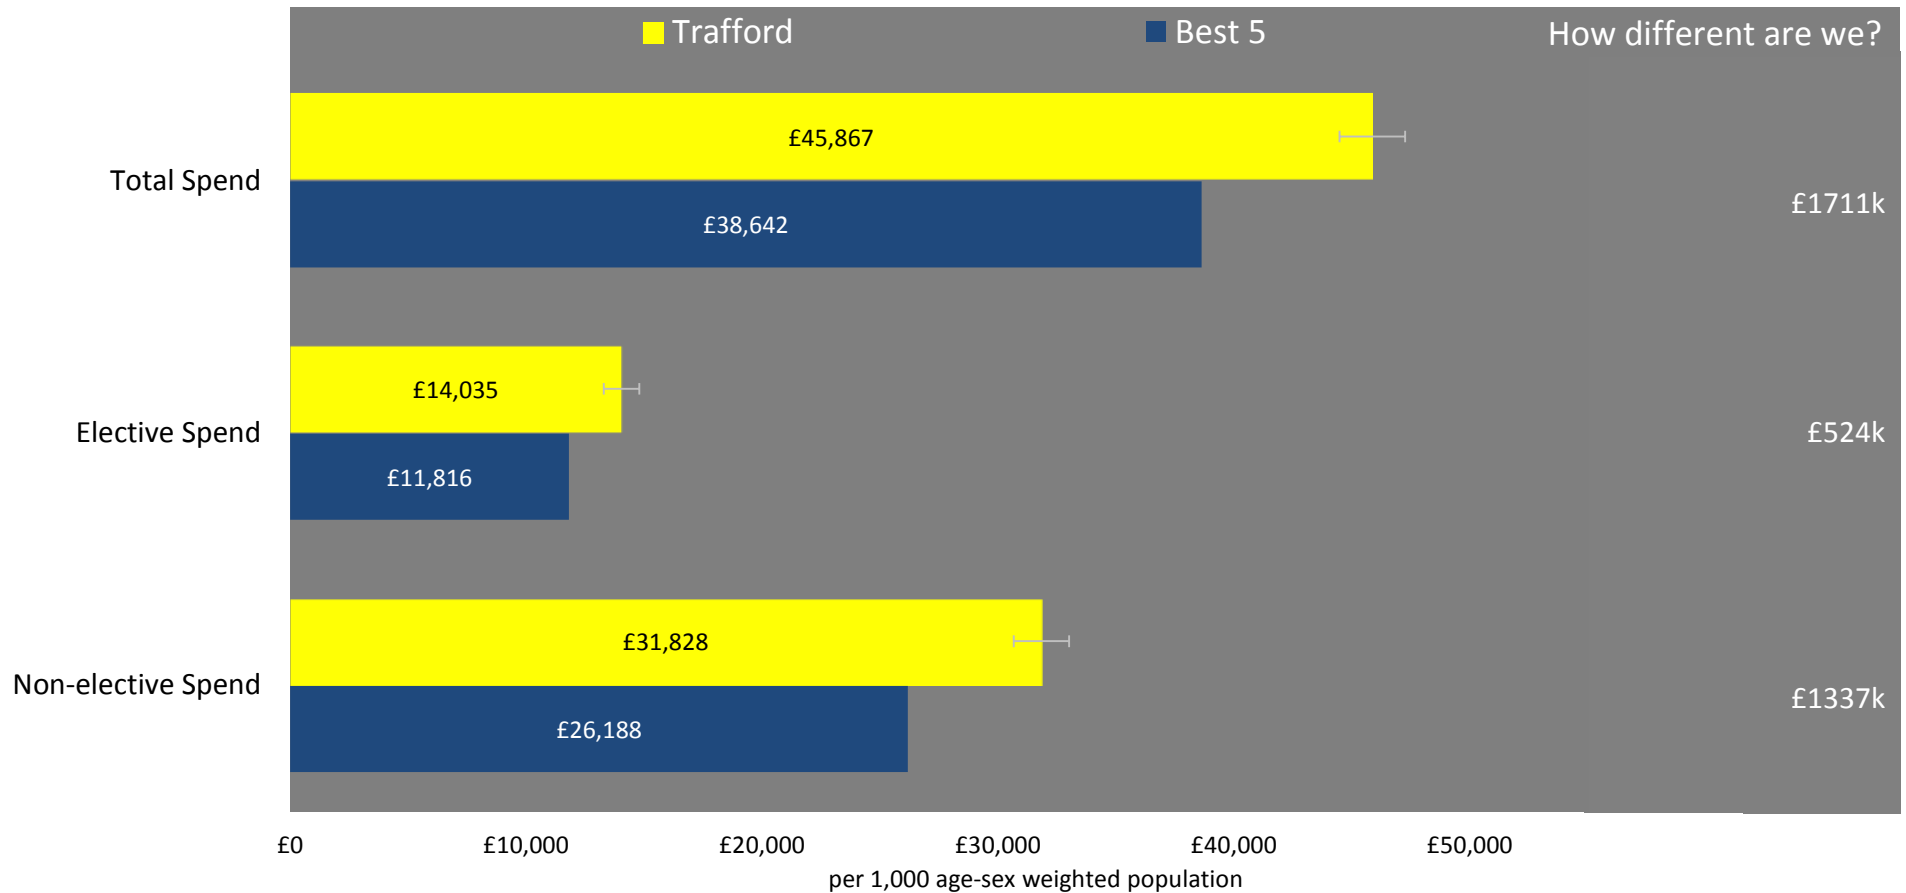 Trafford
Best 5
How different are we?
Total Spend
£45,867
£38,642
£1711k
Elective Spend
£14,035
£11,816
£524k
Non-elective Spend
£31,828
£26,188
£1337k
£0 £10,000 £20,000 £30,000 £40,000 £50,000
per 1,000 age-sex weighted population